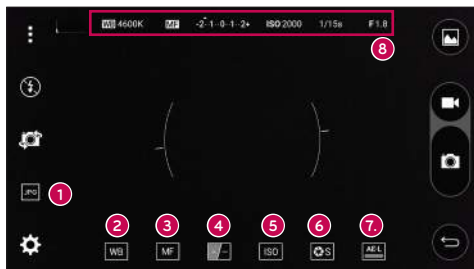 WB 4600K MF -2-1-0-1-2+ ISO 2000 1/15s F1.8
8
JPG 1
2 3 4 5 6 7.
WB MF +/- ISO S AE-L